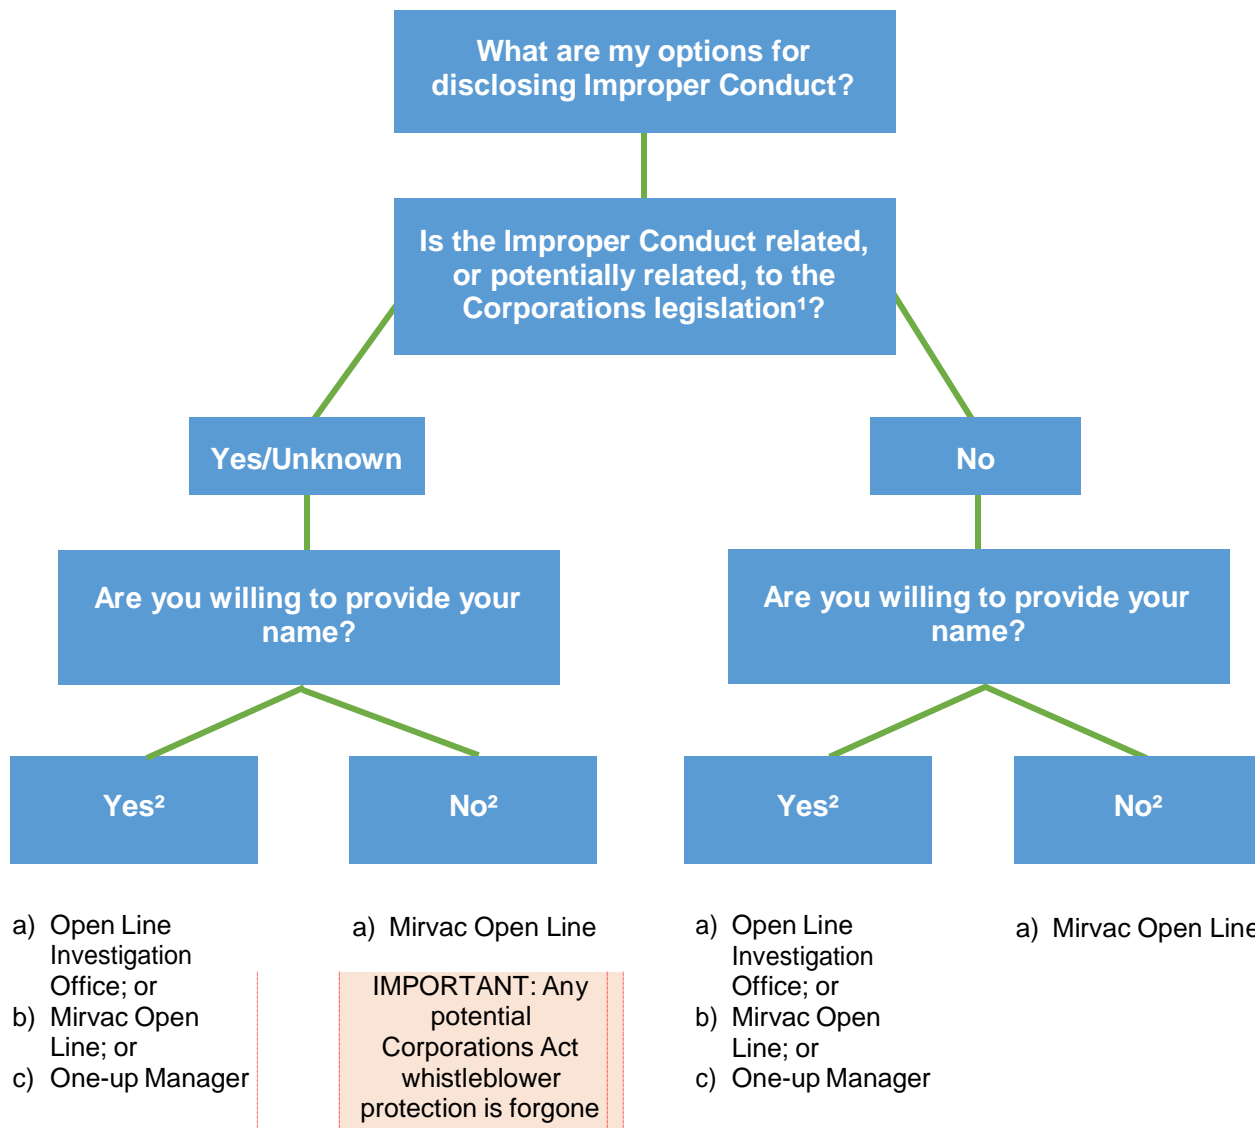 What are my options for
disclosing Improper Conduct?
Is the Improper Conduct related,
or potentially related, to the
Corporations legislation¹?
Yes/Unknown
No
Are you willing to provide your
name?
Are you willing to provide your
name?
Yes²
No²
Yes²
No²
a) Open Line
Investigation
Office; or
b) Mirvac Open
Line; or
c) One-up Manager
a) Mirvac Open Line
IMPORTANT: Any
potential
Corporations Act
whistleblower
protection is forgone
a) Open Line
Investigation
Office; or
b) Mirvac Open
Line; or
c) One-up Manager
a) Mirvac Open Line